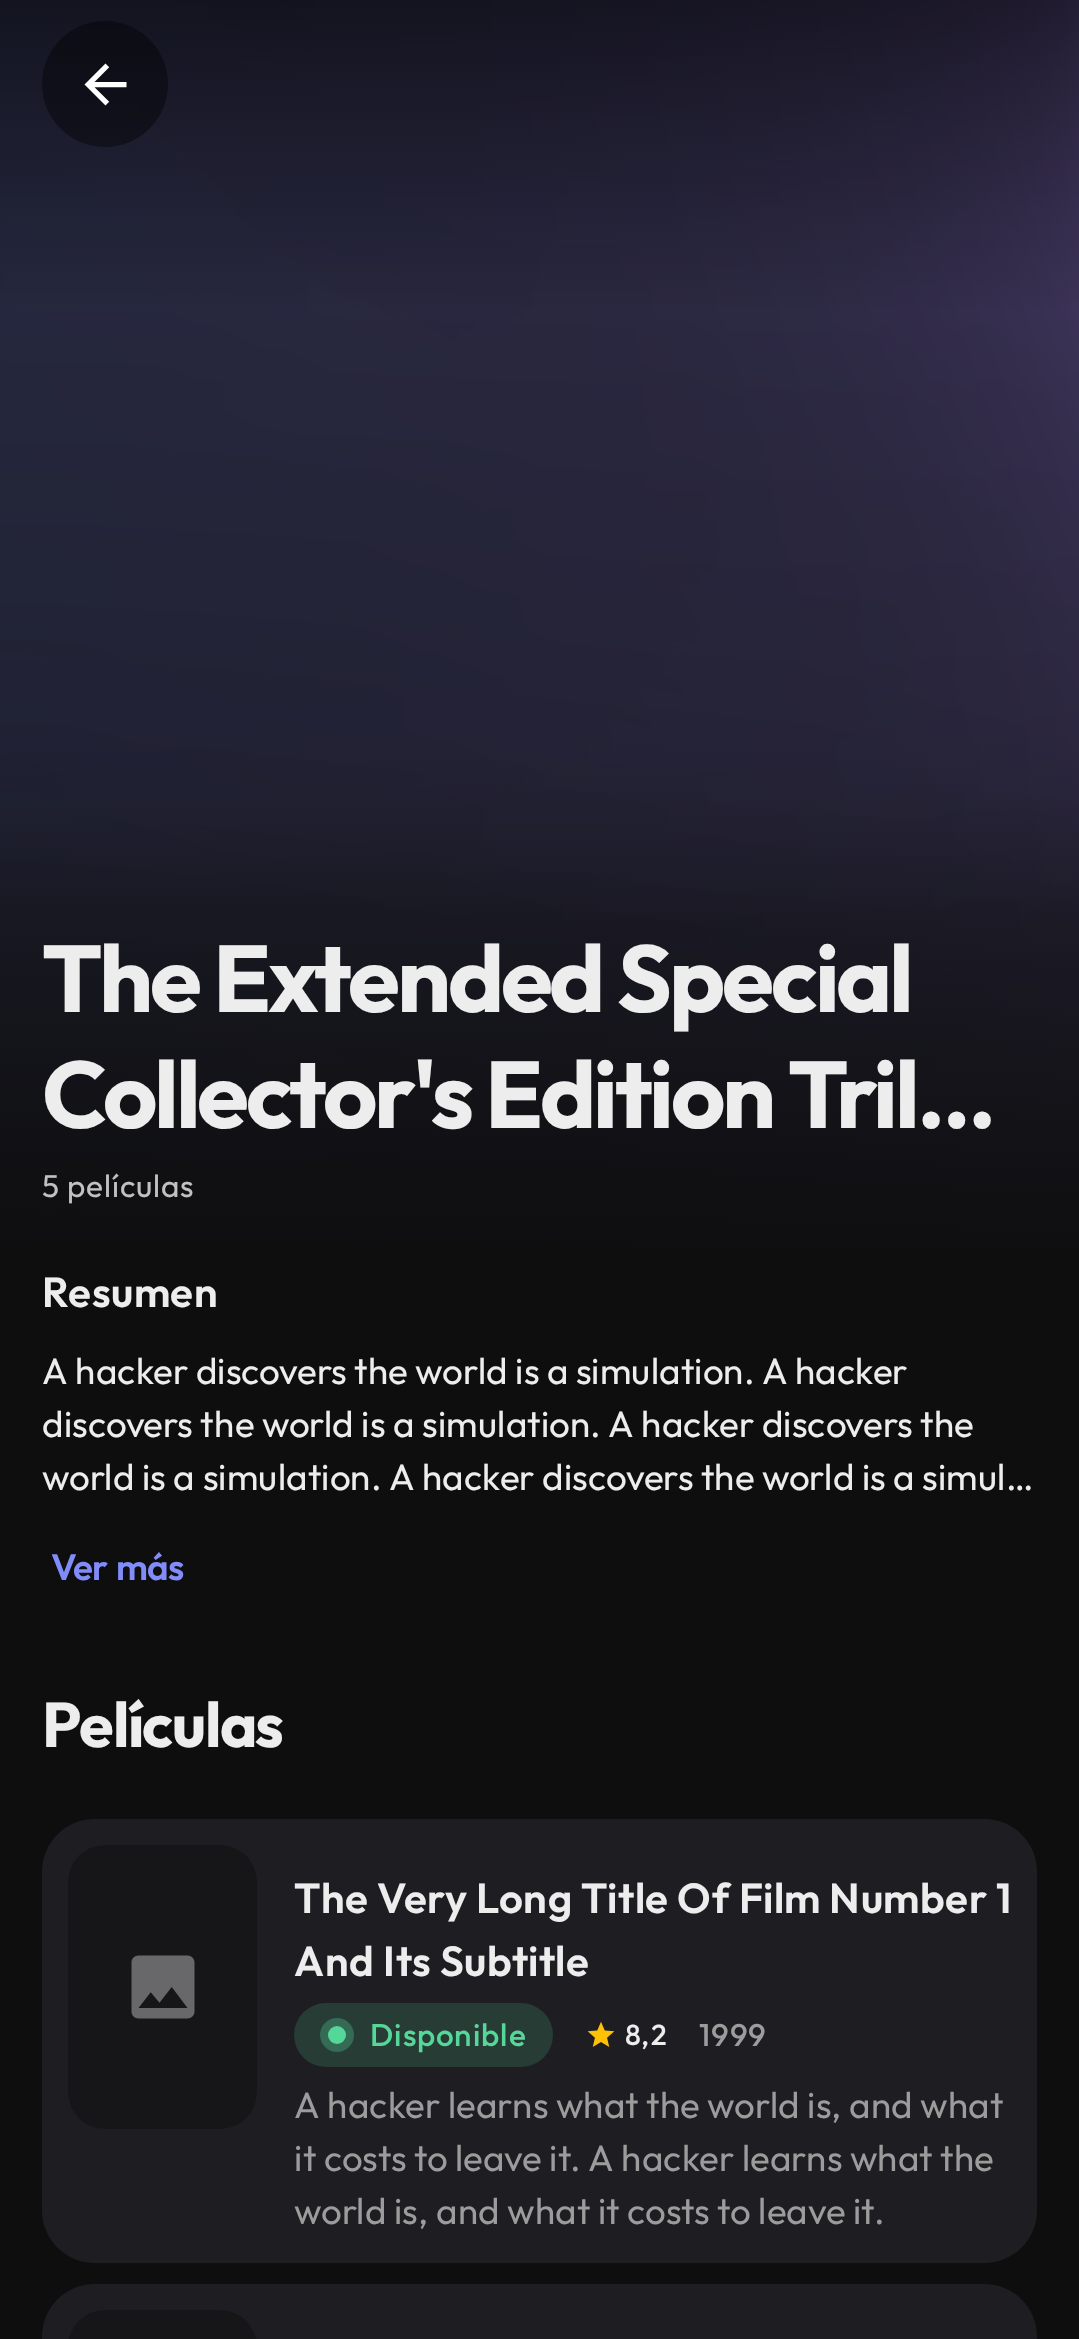 The Extended Special
Collector's Edition Tril...
5 películas
Resumen
A hacker discovers the world is a simulation. A hacker
discovers the world is a simulation. A hacker discovers the
world is a simulation. A hacker discovers the world is a simul...
Ver más
Películas
The Very Long Title Of Film Number 1
And Its Subtitle
Disponible 8,2 1999
A hacker learns what the world is, and what
it costs to leave it. A hacker learns what the
world is, and what it costs to leave it.